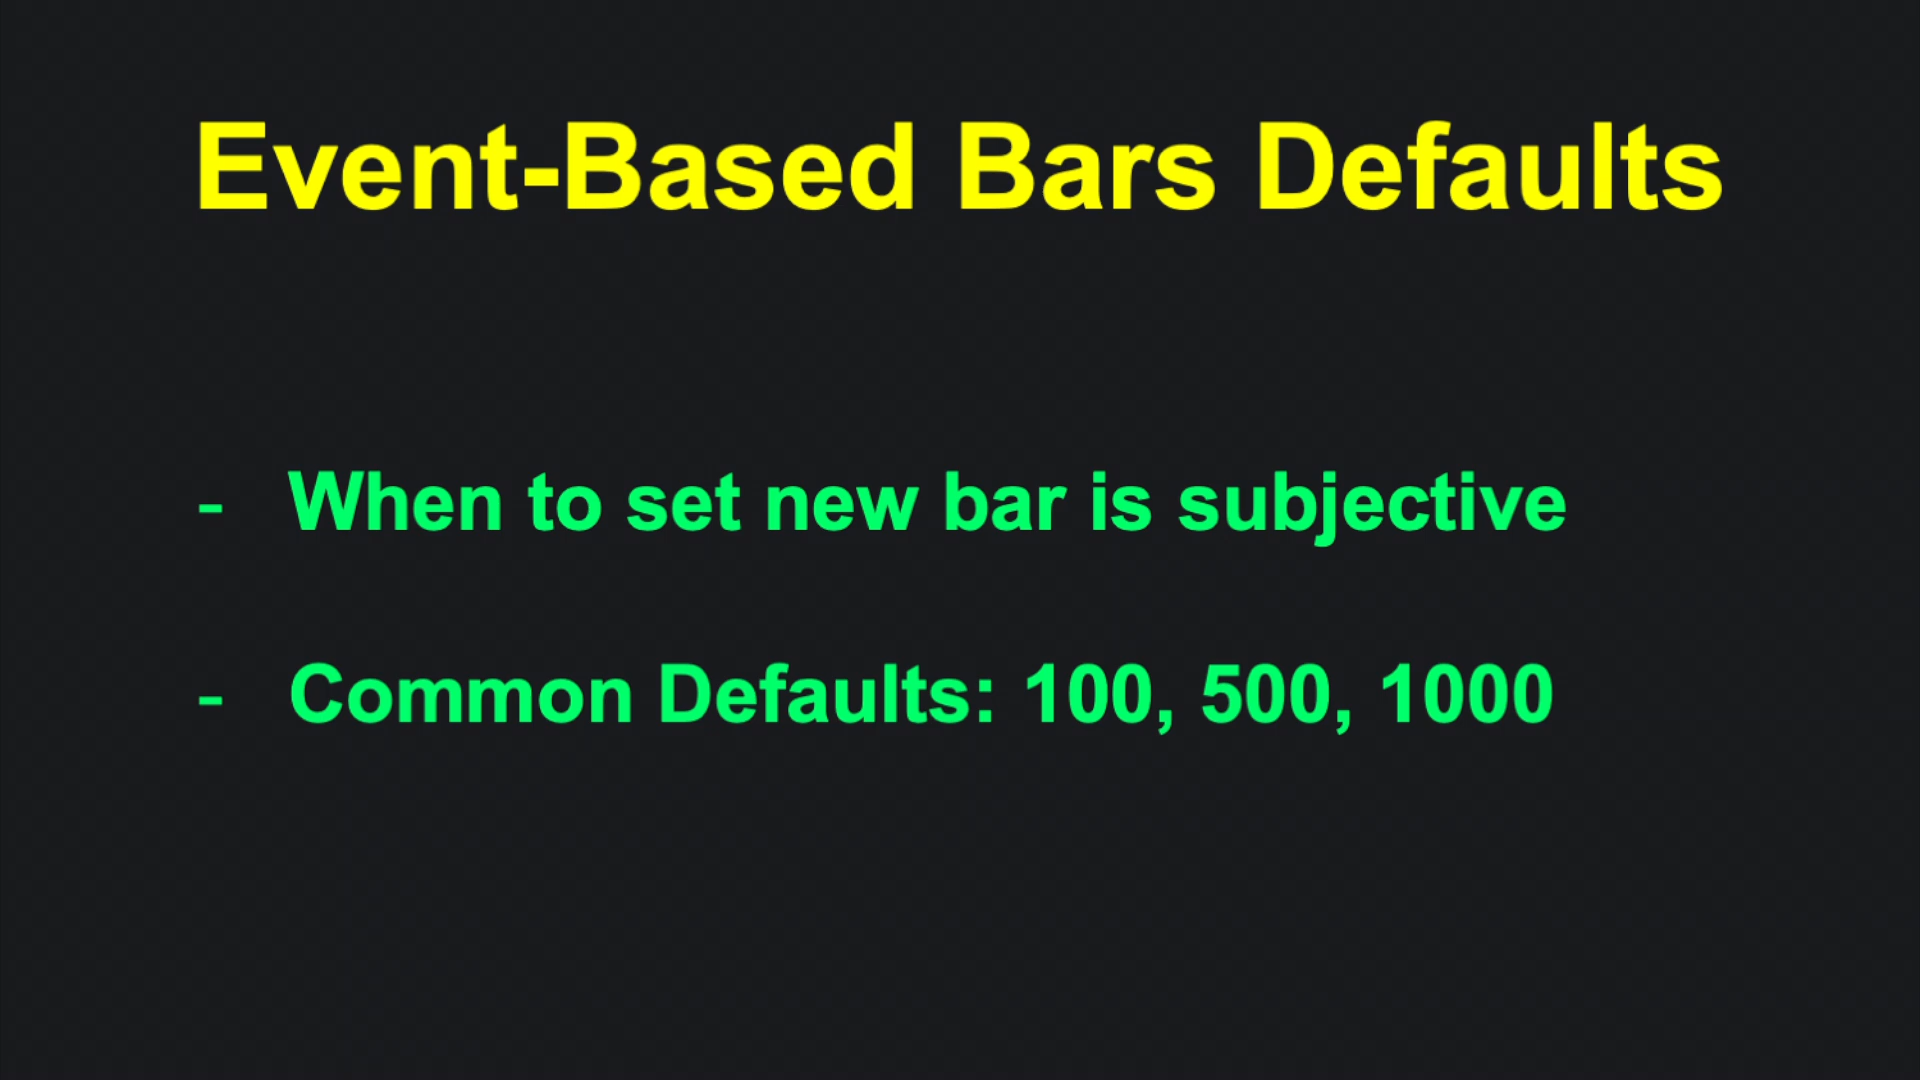 Event-Based Bars Defaults
- When to set new bar is subjective
- Common Defaults: 100, 500, 1000